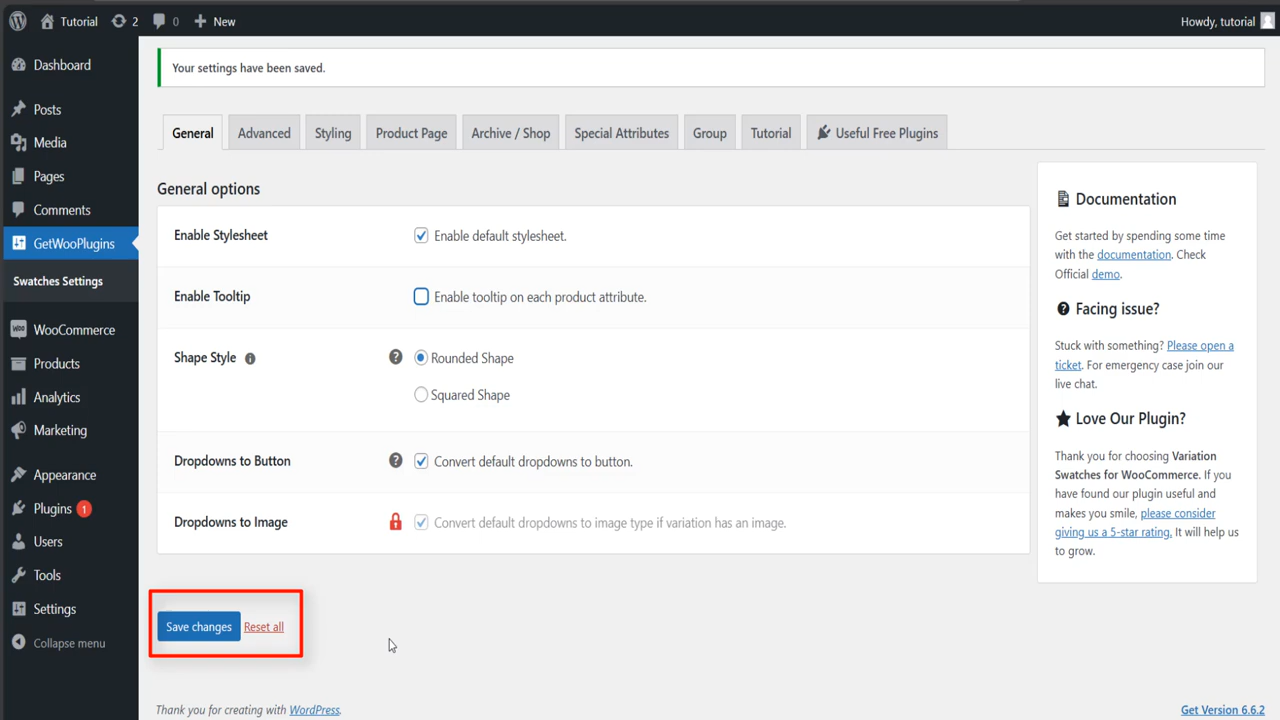 Tutorial 2 0 New Howdy, tutorial
Dashboard
Posts
Media
Pages
Comments
GetWooPlugins
Swatches Settings
WooCommerce
Products
Analytics
Marketing
Appearance
Plugins 1
Users
Tools
Settings
Collapse menu
Your settings have been saved.
General Advanced Styling Product Page Archive / Shop Special Attributes Group Tutorial Useful Free Plugins
General options
Enable Stylesheet Enable default stylesheet.
Enable Tooltip Enable tooltip on each product attribute.
Shape Style Rounded Shape
Squared Shape
Dropdowns to Button Convert default dropdowns to button.
Dropdowns to Image Convert default dropdowns to image type if variation has an image.
Save changes Reset all
Documentation
Get started by spending some time
with the documentation. Check
Official demo.
Facing issue?
Stuck with something? Please open a
ticket. For emergency case join our
live chat.
Love Our Plugin?
Thank you for choosing Variation
Swatches for WooCommerce. If you
have found our plugin useful and
makes you smile, please consider
giving us a 5-star rating. It will help us
to grow.
Thank you for creating with WordPress. Get Version 6.6.2